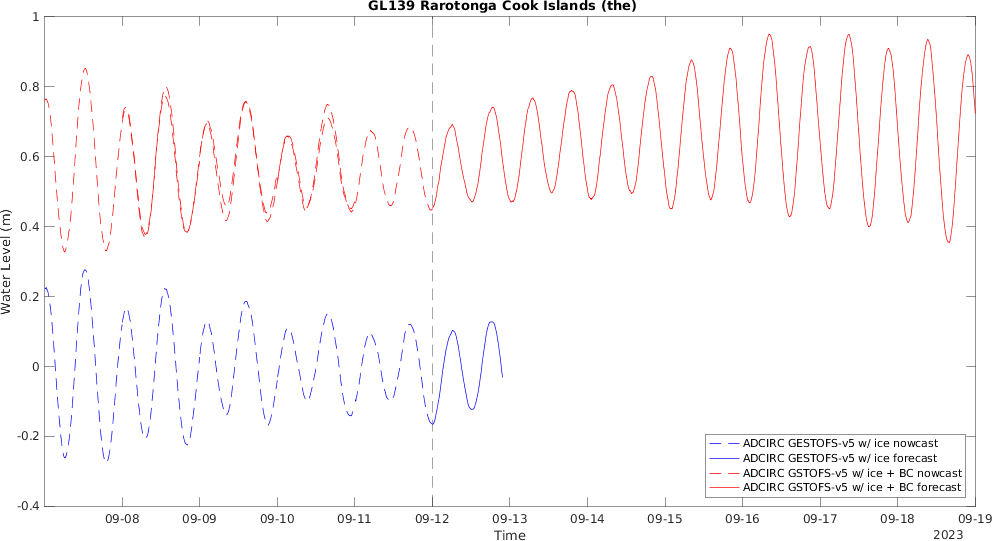 GL139 Rarotonga Cook Islands (the)
1
0.8
0.6
0.4
0.2
0
-0.2
-0.4
Water Level (m)
ADCIRC GESTOFS-v5 w/ ice nowcast
ADCIRC GESTOFS-v5 w/ ice forecast
ADCIRC GSTOFS-v5 w/ ice + BC nowcast
ADCIRC GSTOFS-v5 w/ ice + BC forecast
09-08 09-09 09-10 09-11 09-12 09-13 09-14 09-15 09-16 09-17 09-18 09-19
Time
2023